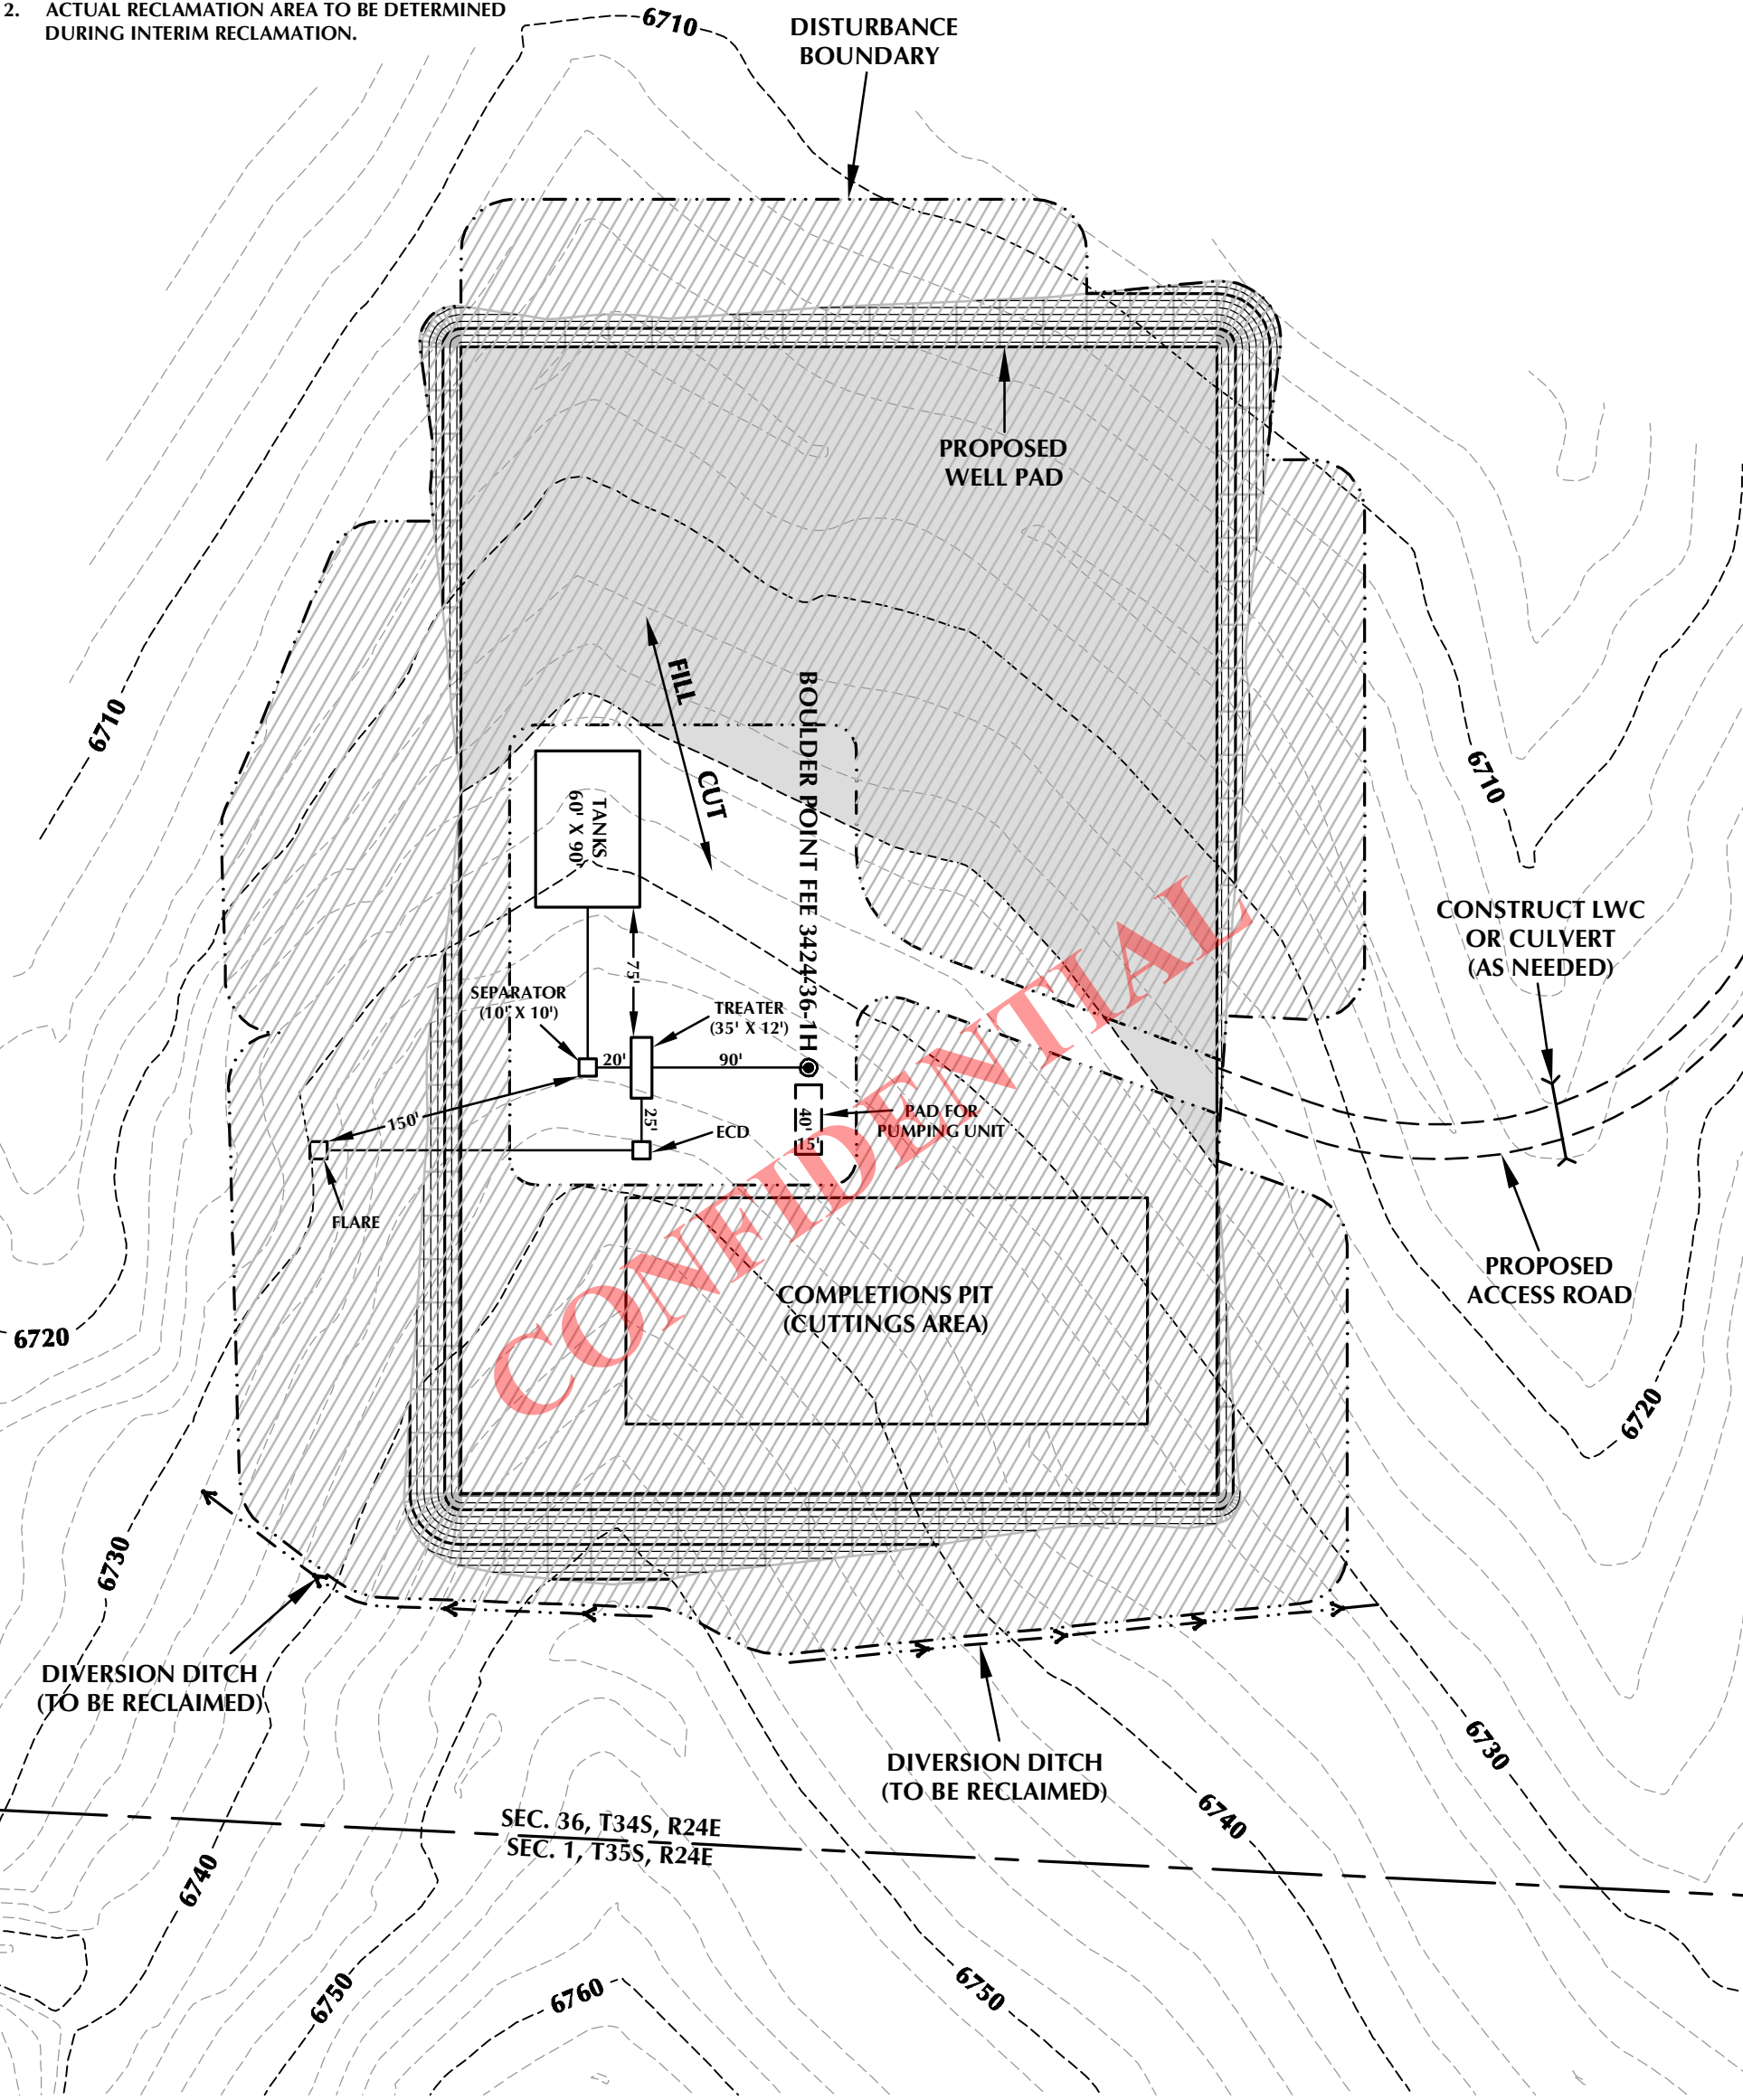 2. ACTUAL RECLAMATION AREA TO BE DETERMINED
DURING INTERIM RECLAMATION.
6710
DISTURBANCE
BOUNDARY
PROPOSED
WELL PAD
FILL
CUT
BOULDER POINT FEE 3424-36-1H
6710
6710
TANKS
60' X 90'
75'
SEPARATOR
(10' X 10')
TREATER
(35' X 12')
20'
90'
CONSTRUCT LWC
OR CULVERT
(AS NEEDED)
150'
25'
ECD
40'
15'
PAD FOR
PUMPING UNIT
FLARE
CONFIDENTIAL
COMPLETIONS PIT
(CUTTINGS AREA)
PROPOSED
ACCESS ROAD
6720
6720
6730
DIVERSION DITCH
(TO BE RECLAIMED)
DIVERSION DITCH
(TO BE RECLAIMED)
6730
6740
SEC. 36, T34S, R24E
SEC. 1, T35S, R24E
6740
6750
6760
6750